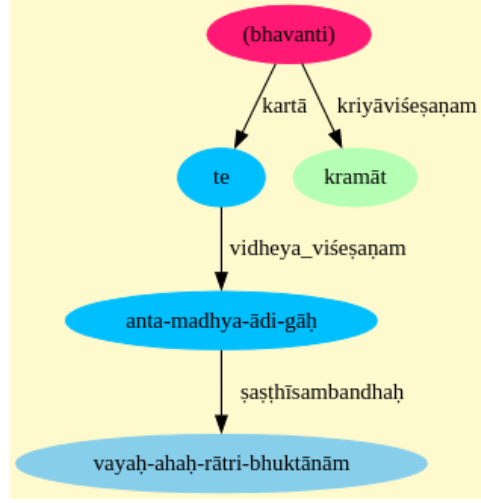 (bhavanti)
kartā kriyāviśeṣaṇam
te kramāt
vidheya_viśeṣaṇam
anta-madhya-ādi-gāḥ
ṣaṣṭhīsambandhaḥ
vayaḥ-ahaḥ-rātri-bhuktānām